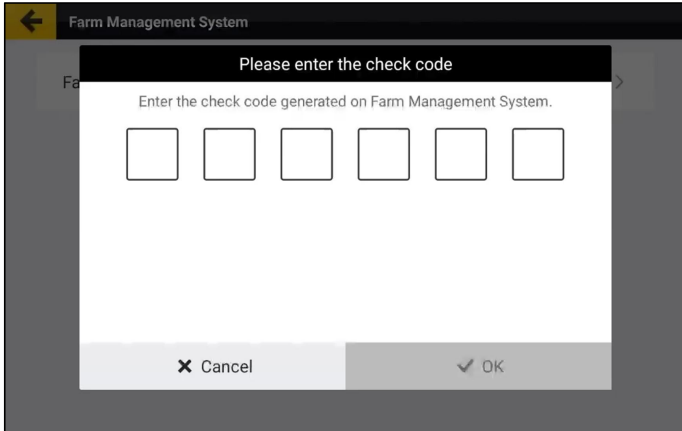 Farm Management System
Please enter the check code
Fa
Enter the check code generated on Farm Management System.
Cancel
OK